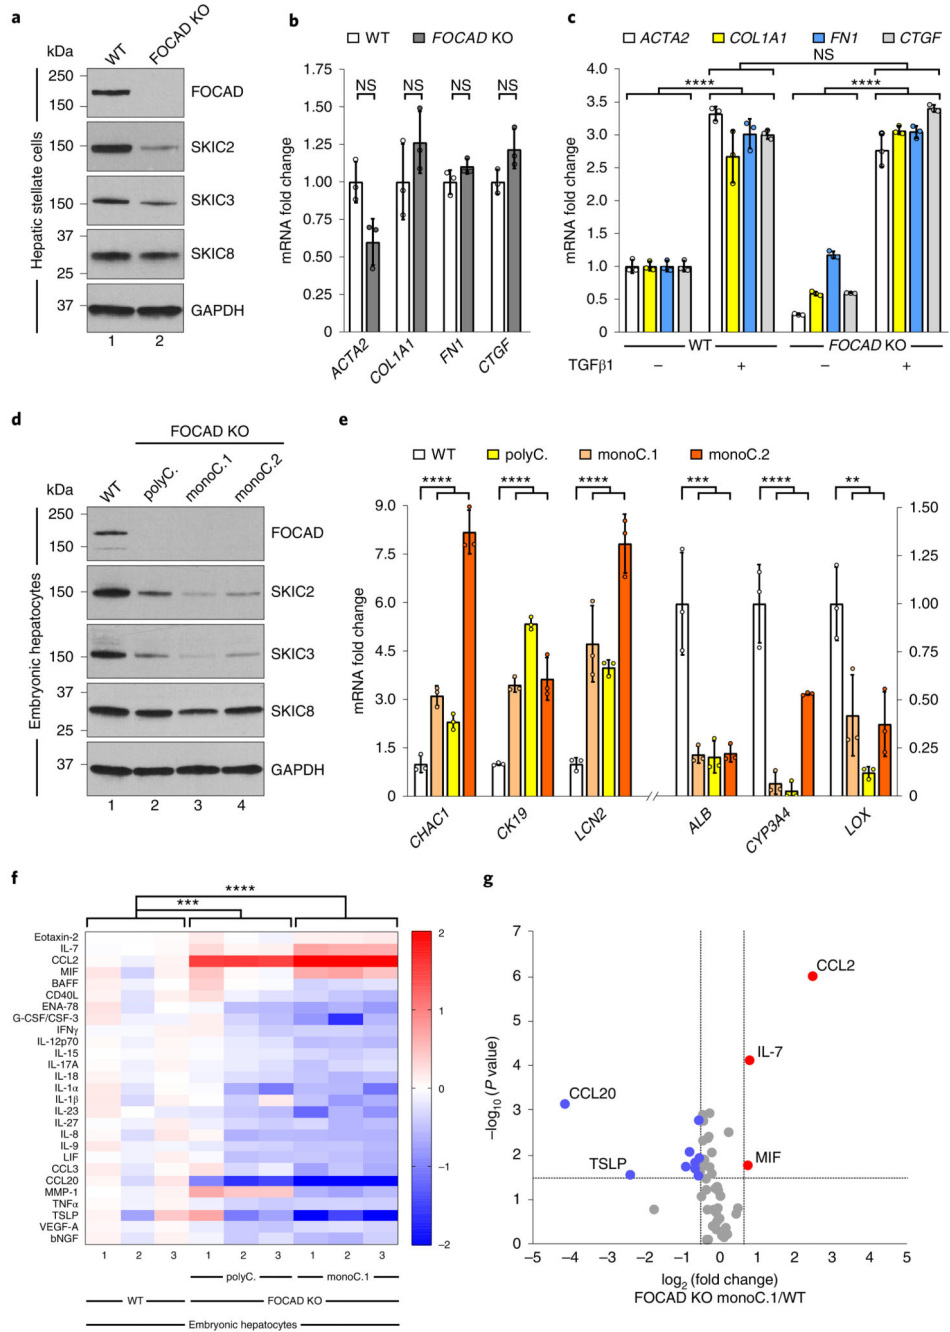 a
kDa
WT
FOCAD KO
250
150
FOCAD
150
SKIC2
150
SKIC3
37
25
SKIC8
37
GAPDH
1 2
Hepatic stellate cells
b
WT FOCAD KO
mRNA fold change
1.75
1.50
1.25
1.00
0.75
0.50
0.25
0
NS NS NS NS
ACTA2 COL1A1 FN1 CTGF
c
ACTA2 COL1A1 FN1 CTGF
mRNA fold change
4.0
3.5
3.0
2.5
2.0
1.5
1.0
0.5
0
NS
**** ****
WT FOCAD KO
TGFβ1 – + – +
d
FOCAD KO
kDa
WT polyC. monoC.1 monoC.2
250
150
FOCAD
150
SKIC2
150
SKIC3
37
25
SKIC8
37
GAPDH
1 2 3 4
Embryonic hepatocytes
e
WT polyC. monoC.1 monoC.2
**** **** **** *** **** **
mRNA fold change
9.0
7.5
6.0
4.5
3.0
1.5
0
1.50
1.25
1.00
0.75
0.50
0.25
0
CHAC1 CK19 LCN2 ALB CYP3A4 LOX
f
****
***
Eotaxin-2
IL-7
CCL2
MIF
BAFF
CD40L
ENA-78
G-CSF/CSF-3
IFNγ
IL-12p70
IL-15
IL-17A
IL-18
IL-1α
IL-1β
IL-23
IL-27
IL-8
IL-9
LIF
CCL3
CCL20
MMP-1
TNFα
TSLP
VEGF-A
bNGF
1 2 3 1 2 3 1 2 3
polyC. monoC.1
WT FOCAD KO
Embryonic hepatocytes
2
1
0
−1
−2
g
−log10 (P value)
7
6
5
4
3
2
1
0
CCL2
IL-7
CCL20
TSLP
MIF
−5 −4 −3 −2 −1 0 1 2 3 4 5
log2 (fold change)
FOCAD KO monoC.1/WT